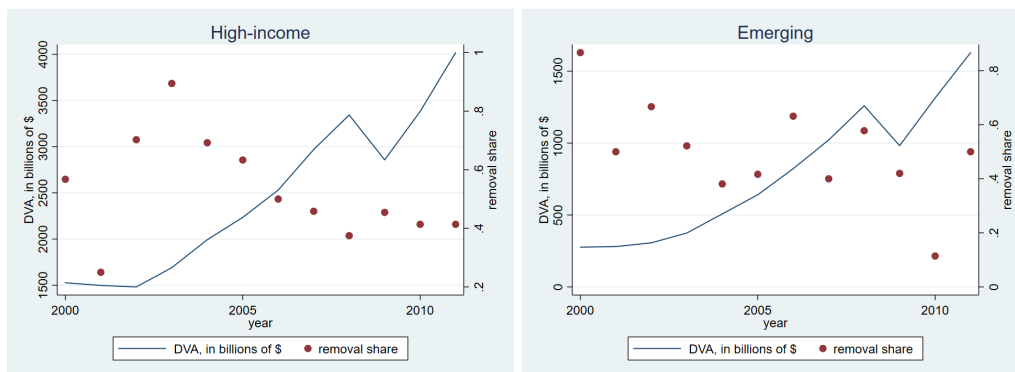 High-income
DVA, in billions of $
4000
3500
3000
2500
2000
1500
1
.8
.6
.4
.2
removal share
2000 2005 2010
year
DVA, in billions of $ removal share
Emerging
DVA, in billions of $
1500
1000
500
0
.8
.6
.4
.2
0
removal share
2000 2005 2010
year
DVA, in billions of $ removal share